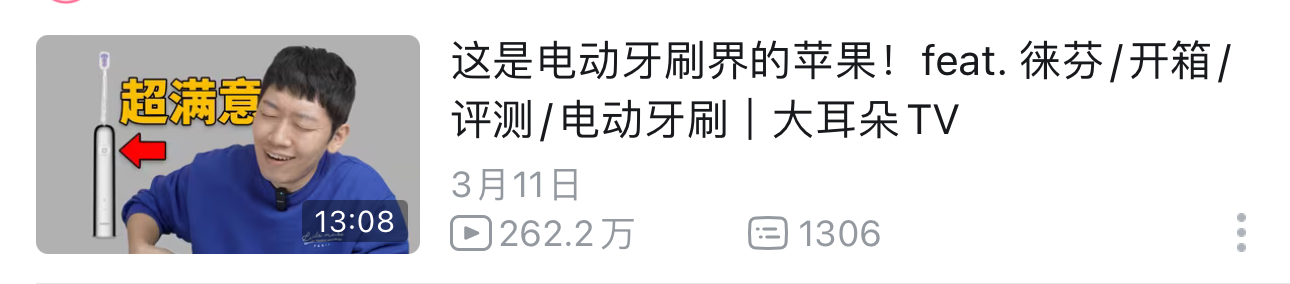 超满意
13:08
这是电动牙刷界的苹果！feat. 徕芬/开箱/
评测/电动牙刷｜大耳朵TV
3月11日
262.2万
1306